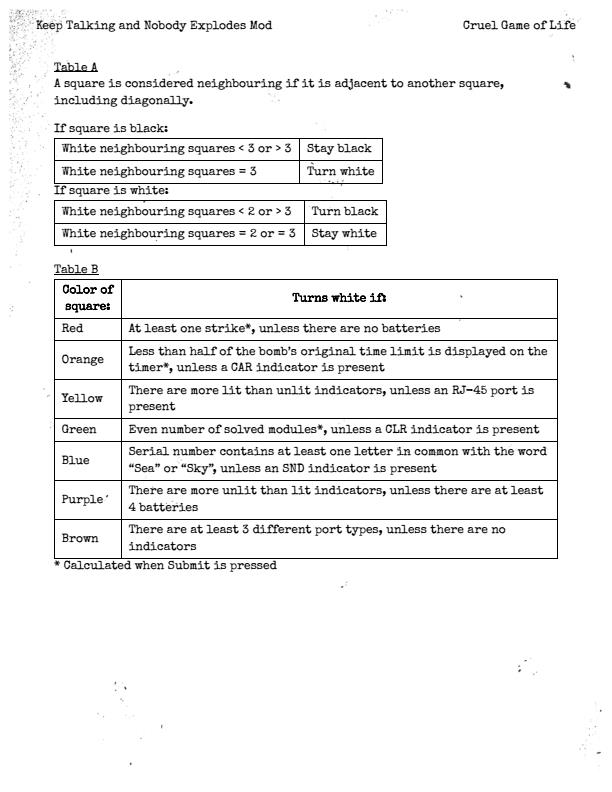 Keep Talking and Nobody Explodes Mod Cruel Game of Life
Table A
A square is considered neighbouring if it is adjacent to another square,
including diagonally.
If square is black:
White neighbouring squares < 3 or > 3 Stay black
White neighbouring squares = 3 Turn white
If square is white:
White neighbouring squares < 2 or > 3 Turn black
White neighbouring squares = 2 or = 3 Stay white
Table B
Color of
square:
Turns white if:
Red At least one strike*, unless there are no batteries
Orange
Less than half of the bomb's original time limit is displayed on the
timer*, unless a CAR indicator is present
Yellow
There are more lit than unlit indicators, unless an RJ-45 port is
present
Green Even number of solved modules*, unless a CLR indicator is present
Blue
Serial number contains at least one letter in common with the word
"Sea" or "Sky", unless an SND indicator is present
Purple
There are more unlit than lit indicators, unless there are at least
4 batteries
Brown
There are at least 3 different port types, unless there are no
indicators
* Calculated when Submit is pressed